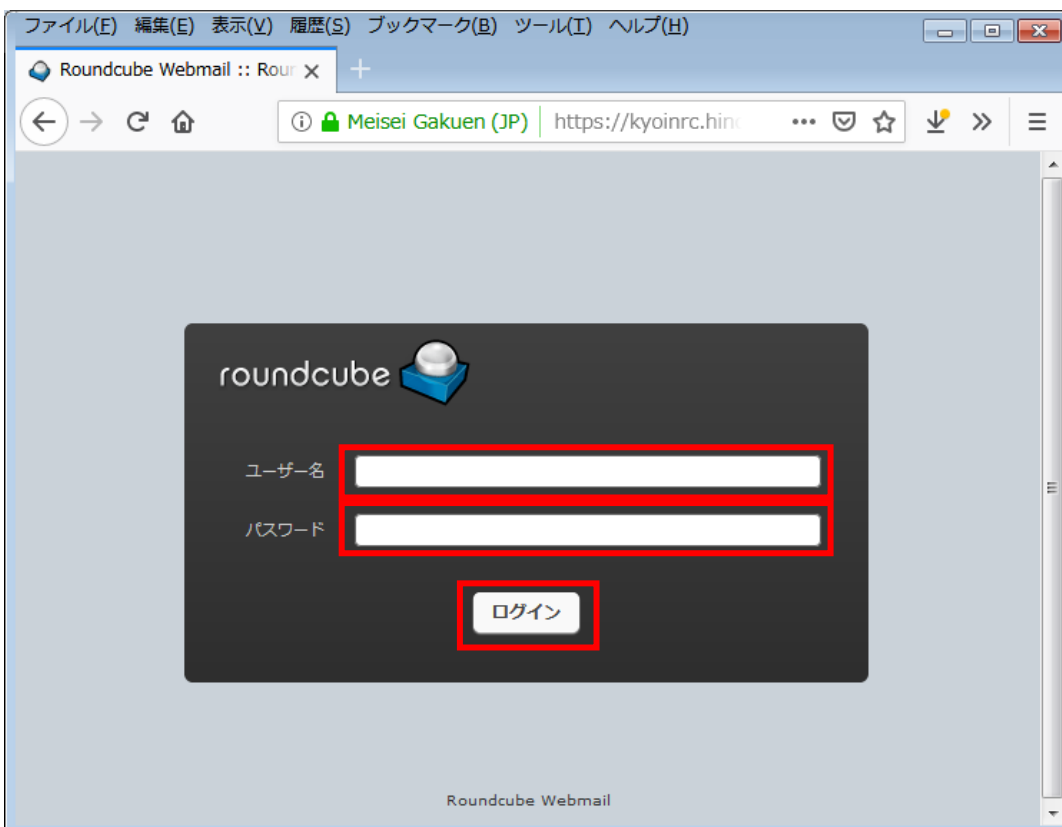 ファイル(F) 編集(E) 表示(V) 履歴(S) ブックマーク(B) ツール(T) ヘルプ(H)
Roundcube Webmail :: Rour
Meisei Gakuen (JP) https://kyoinrc.hino
roundcube
ユーザー名
パスワード
ログイン
Roundcube Webmail